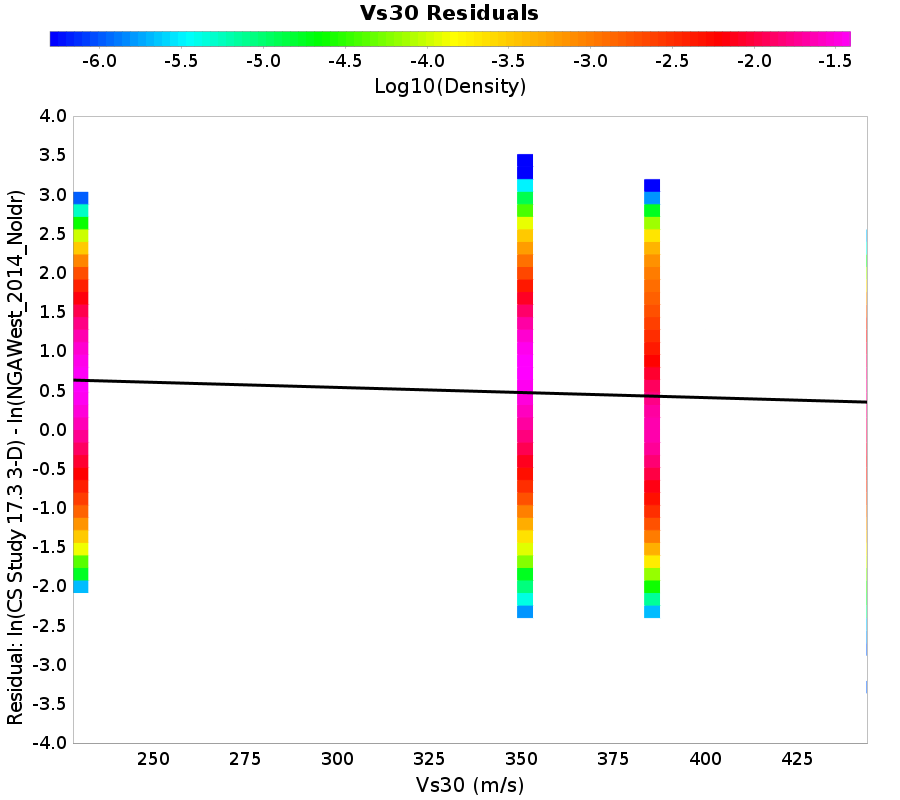 Vs30 Residuals
-6.0 -5.5 -5.0 -4.5 -4.0 -3.5 -3.0 -2.5 -2.0 -1.5
Log10(Density)
4.0
3.5
3.0
2.5
2.0
1.5
1.0
0.5
0.0
-0.5
-1.0
-1.5
-2.0
-2.5
-3.0
-3.5
-4.0
Residual: ln(CS Study 17.3 3-D) - ln(NGAWest_2014_NoIdr)
250 275 300 325 350 375 400 425
Vs30 (m/s)